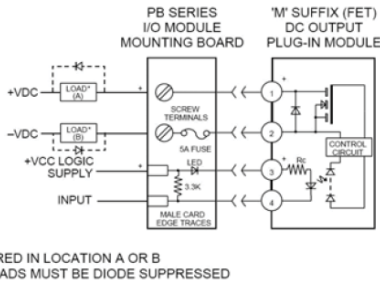 PB SERIES
I/O MODULE
MOUNTING BOARD
'M' SUFFIX (FET)
DC OUTPUT
PLUG-IN MODULE
+VDC
LOAD*
(A)
+
1
SCREW
TERMINALS
–VDC
LOAD*
(B)
5A FUSE
2
CONTROL
CIRCUIT
+VCC LOGIC
SUPPLY
+
LED
3
+
Rc
3.3K
INPUT
4
MALE CARD
EDGE TRACES
RED IN LOCATION A OR B
ADS MUST BE DIODE SUPPRESSED